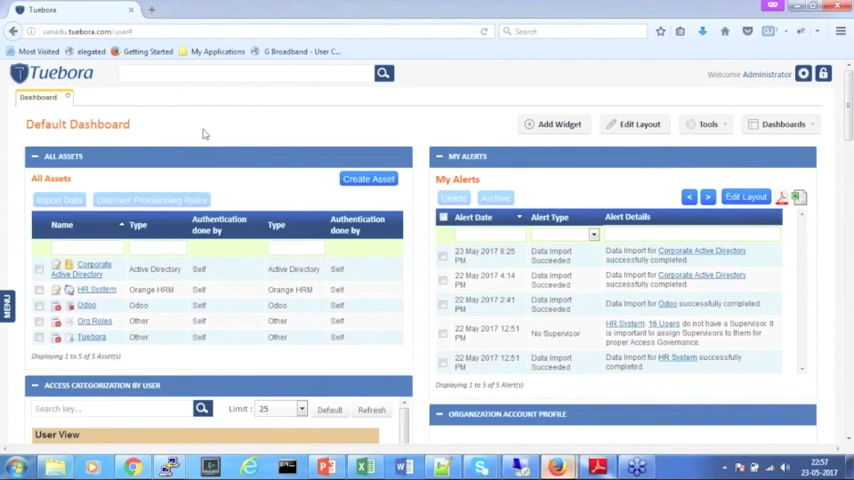 Tuebora
sanadu.tuebora.com/user#
Search
Most Visited elegated Getting Started My Applications G Broadband - User C...
Tuebora
Welcome Administrator
Dashboard
Default Dashboard
Add Widget Edit Layout Tools Dashboards
ALL ASSETS
All Assets
Create Asset
Import Data Discover Provisioning Rules
Name Type Authentication done by Type Authentication done by
Corporate Active Directory Active Directory Self Active Directory Self
HR System Orange HRM Self Orange HRM Self
Odoo Odoo Self Odoo Self
Org Roles Other Self Other Self
Tuebora Other Self Other Self
Displaying 1 to 5 of 5 Asset(s)
MENU
ACCESS CATEGORIZATION BY USER
Search key... Limit : 25 Default Refresh
User View
MY ALERTS
My Alerts
Delete Archive < > Edit Layout
Alert Date Alert Type Alert Details
23 May 2017 6:25 PM Data Import Succeeded Data Import for Corporate Active Directory successfully completed.
22 May 2017 4:14 PM Data Import Succeeded Data Import for Corporate Active Directory successfully completed.
22 May 2017 2:41 PM Data Import Succeeded Data Import for Odoo successfully completed.
22 May 2017 12:51 PM No Supervisor HR System: 16 Users do not have a Supervisor. It is important to assign Supervisors to them for proper Access Governance.
22 May 2017 12:51 PM Data Import Succeeded Data Import for HR System successfully completed.
Displaying 1 to 5 of 5 Alert(s)
ORGANIZATION ACCOUNT PROFILE
22:57
23-05-2017